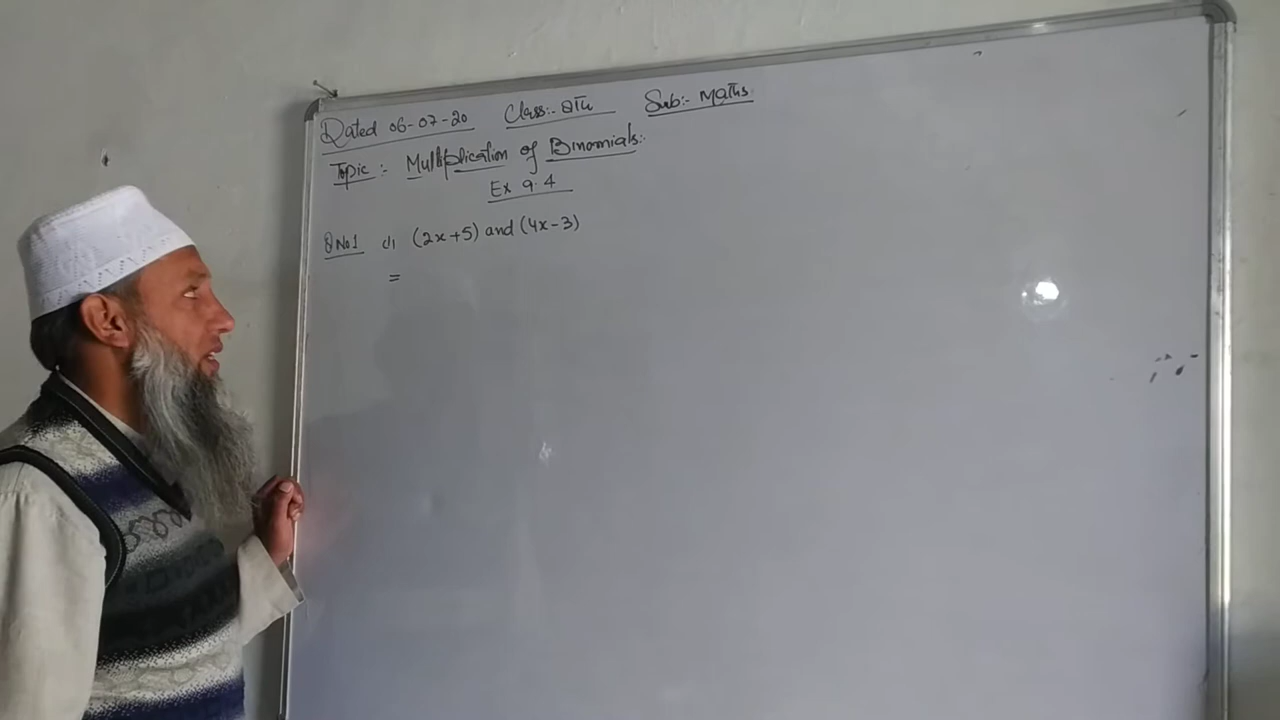 Dated 06-07-20 Class:- 8Th Sub:- Maths
Topic:- Multiplication of Binomials:-
Ex 9.4
Q No1 (i) (2x+5) and (4x-3)
=